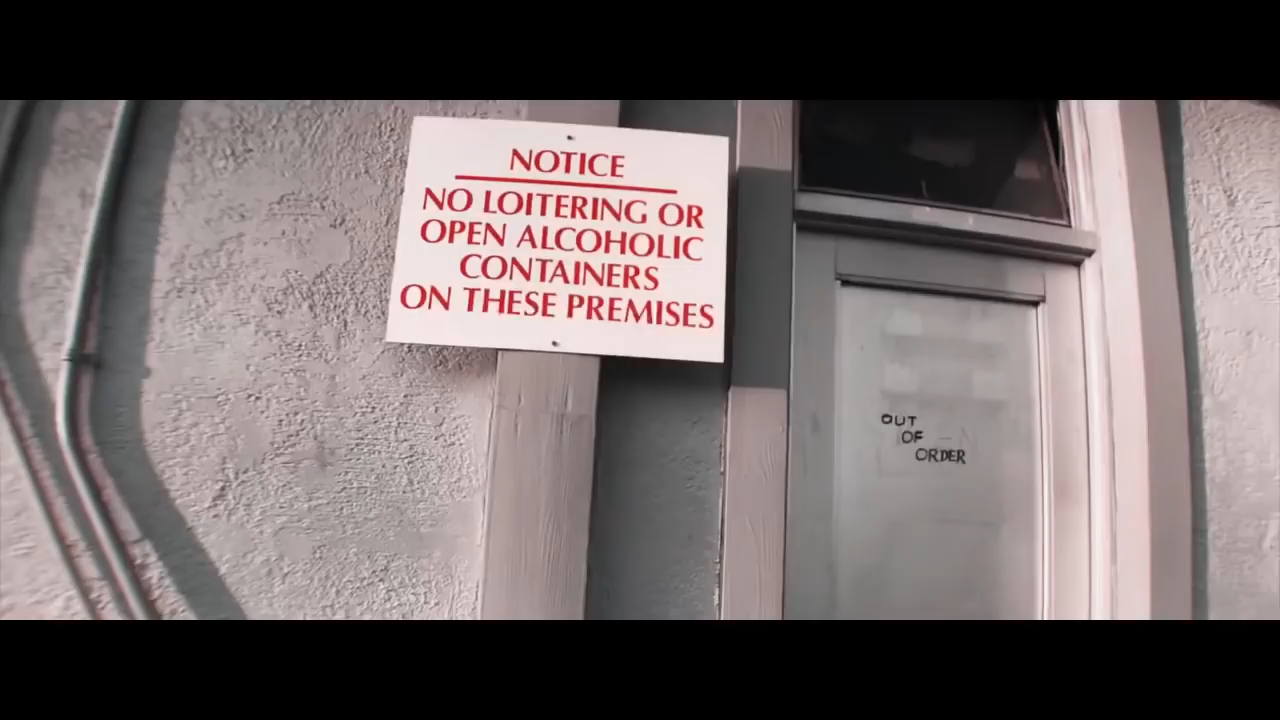 NOTICE
NO LOITERING OR
OPEN ALCOHOLIC
CONTAINERS
ON THESE PREMISES
OUT
OF
ORDER